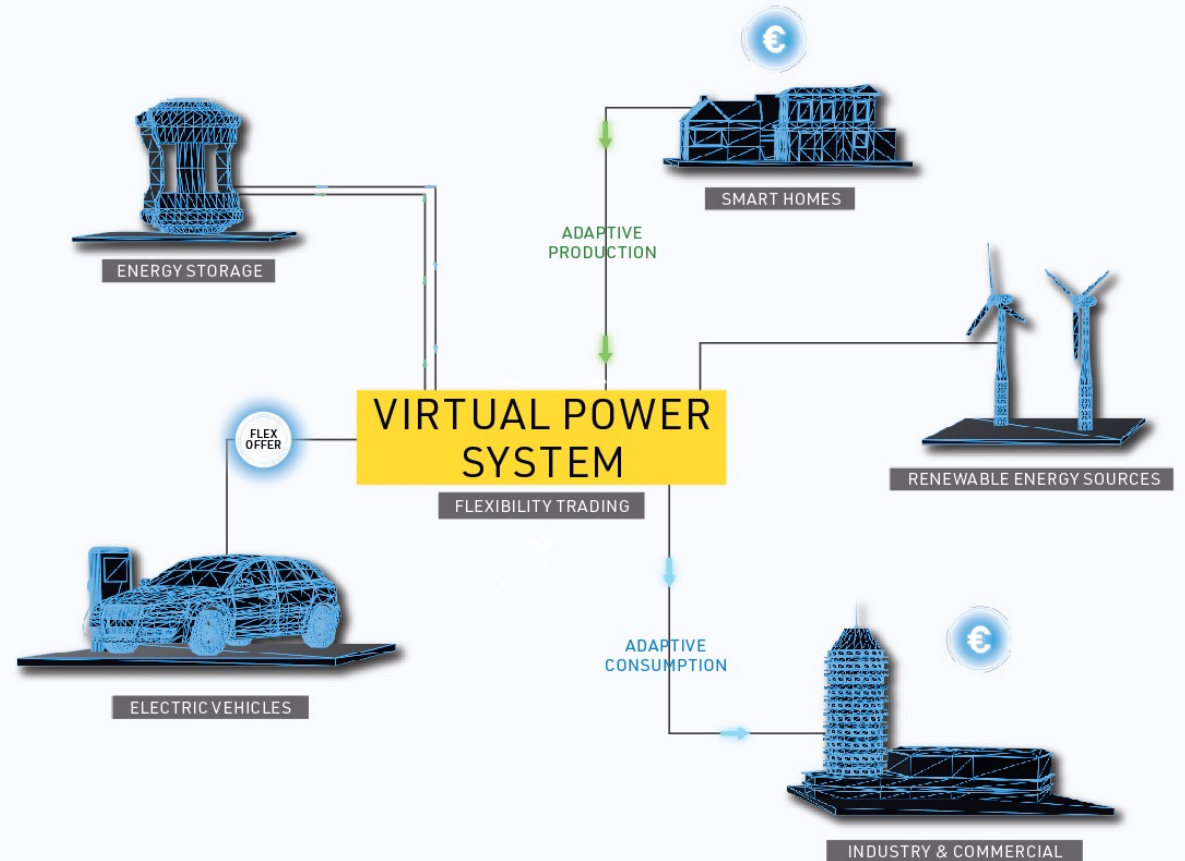 €
SMART HOMES
ENERGY STORAGE
ADAPTIVE
PRODUCTION
VIRTUAL POWER
SYSTEM
FLEXIBILITY TRADING
FLEX
OFFER
RENEWABLE ENERGY SOURCES
ELECTRIC VEHICLES
ADAPTIVE
CONSUMPTION
€
INDUSTRY & COMMERCIAL